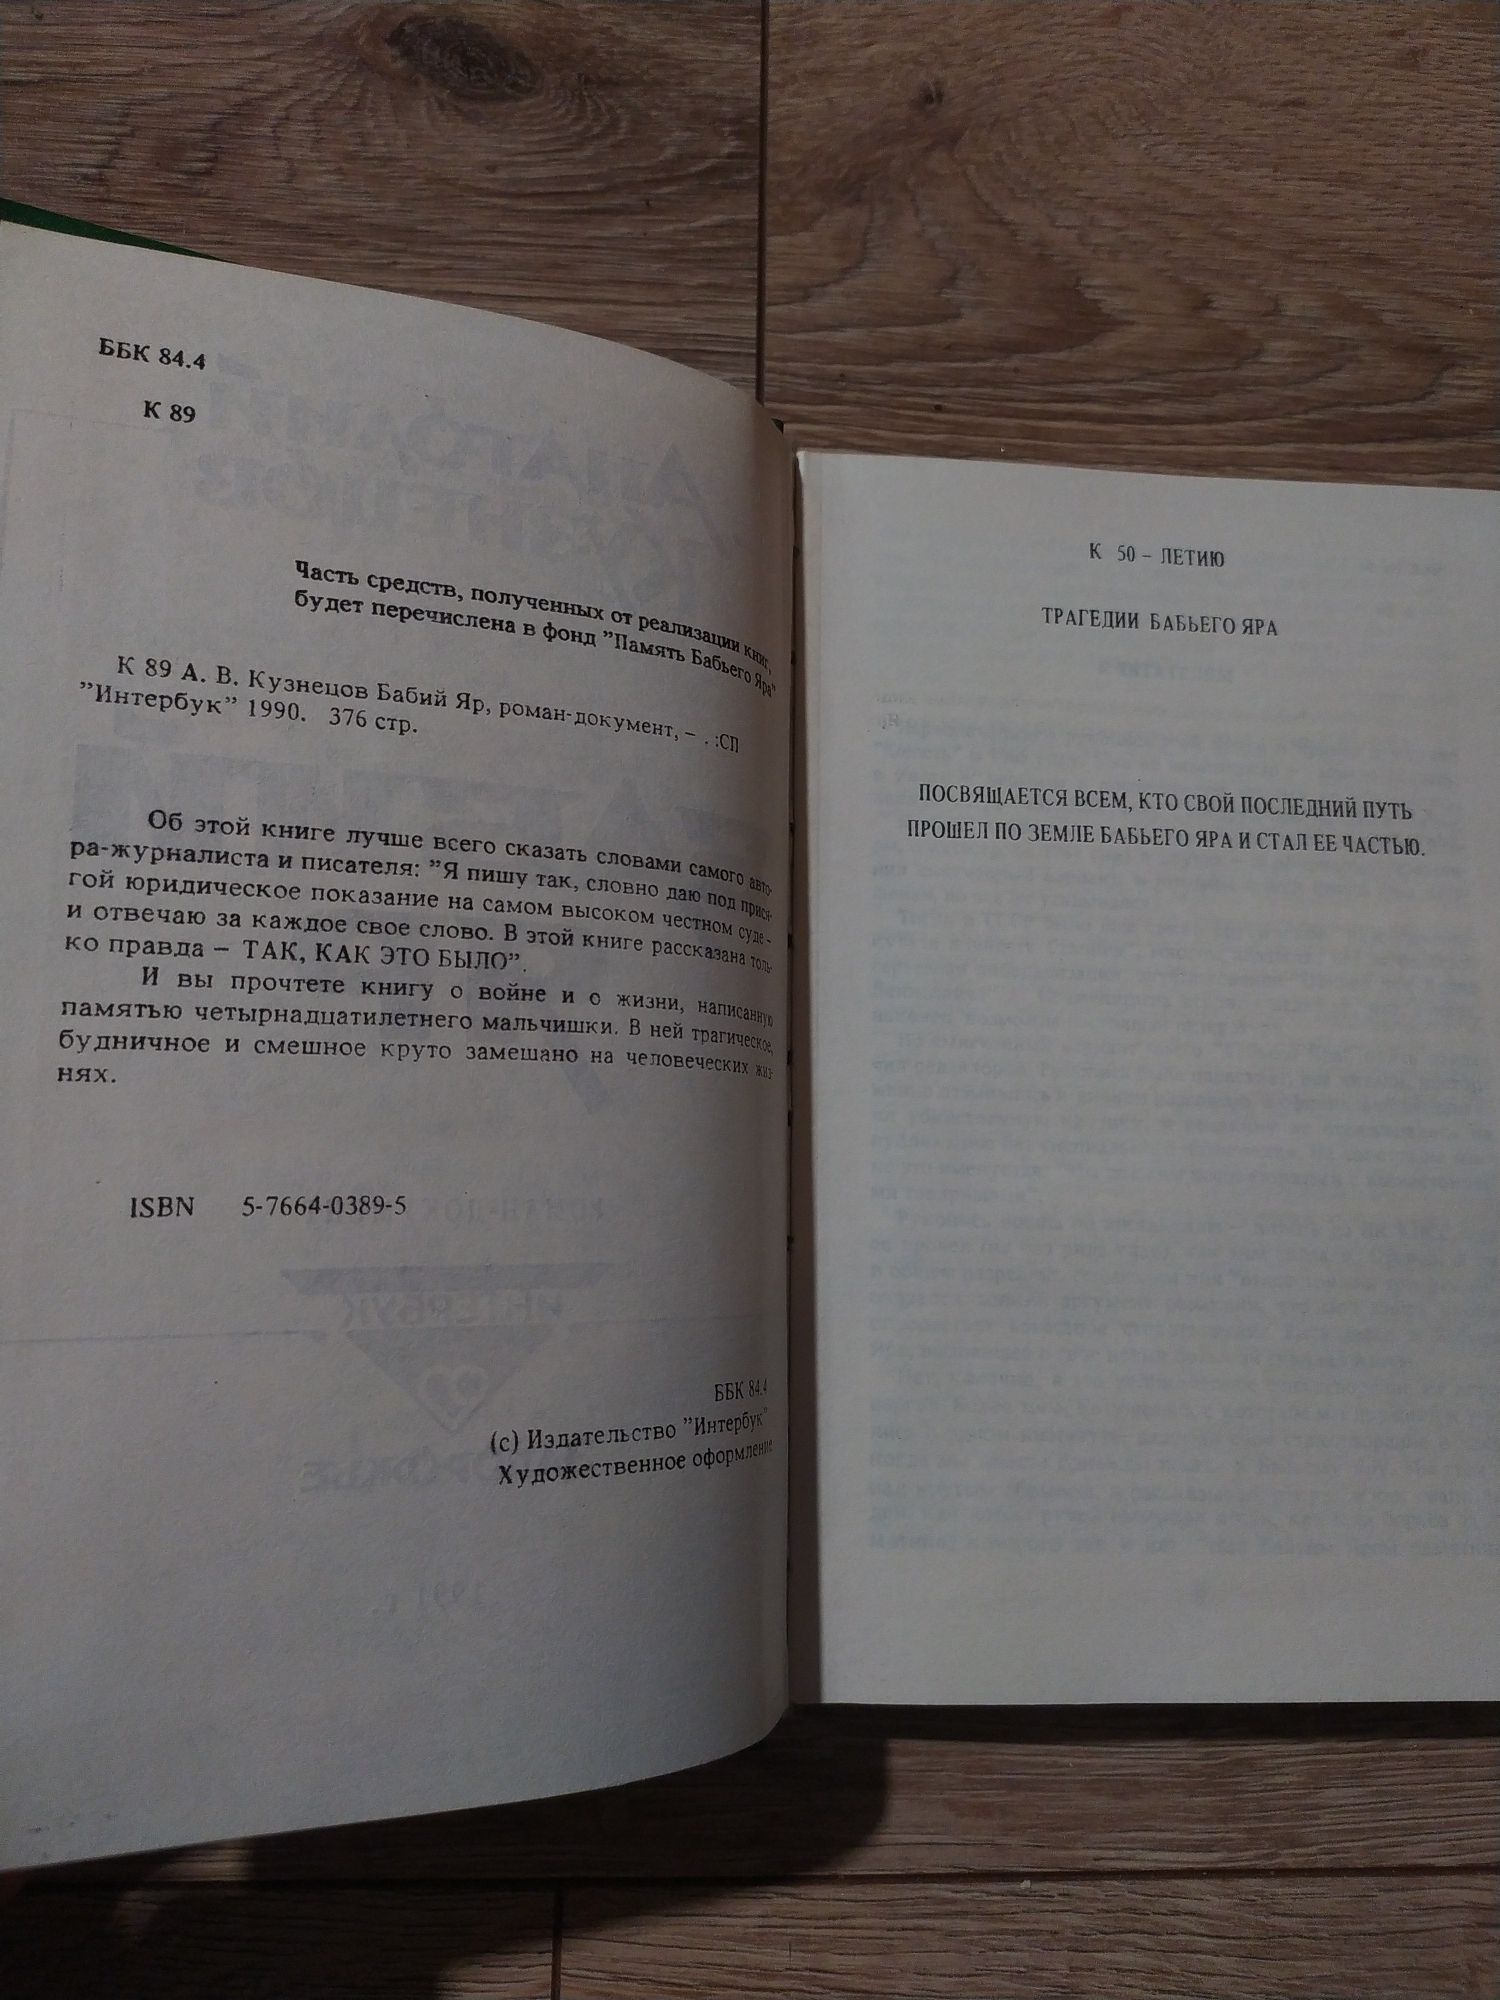 ББК 84.4
К 89
Часть средств, полученных от реализации книг,
будет перечислена в фонд "Память Бабьего Яра"
К 89 А. В. Кузнецов Бабий Яр, роман-документ, – . :СП
"Интербук" 1990. 376 стр.
Об этой книге лучше всего сказать словами самого авто-
ра-журналиста и писателя: "Я пишу так, словно даю под прися-
гой юридическое показание на самом высоком честном суде –
и отвечаю за каждое свое слово. В этой книге рассказана толь-
ко правда – ТАК, КАК ЭТО БЫЛО".
И вы прочтете книгу о войне и о жизни, написанную
памятью четырнадцатилетнего мальчишки. В ней трагическое,
будничное и смешное круто замешано на человеческих жиз-
нях.
ISBN 5-7664-0389-5
ББК 84.4
(с) Издательство "Интербук"
Художественное оформление
К 50 – ЛЕТИЮ
ТРАГЕДИИ БАБЬЕГО ЯРА
ПОСВЯЩАЕТСЯ ВСЕМ, КТО СВОЙ ПОСЛЕДНИЙ ПУТЬ
ПРОШЕЛ ПО ЗЕМЛЕ БАБЬЕГО ЯРА И СТАЛ ЕЕ ЧАСТЬЮ.